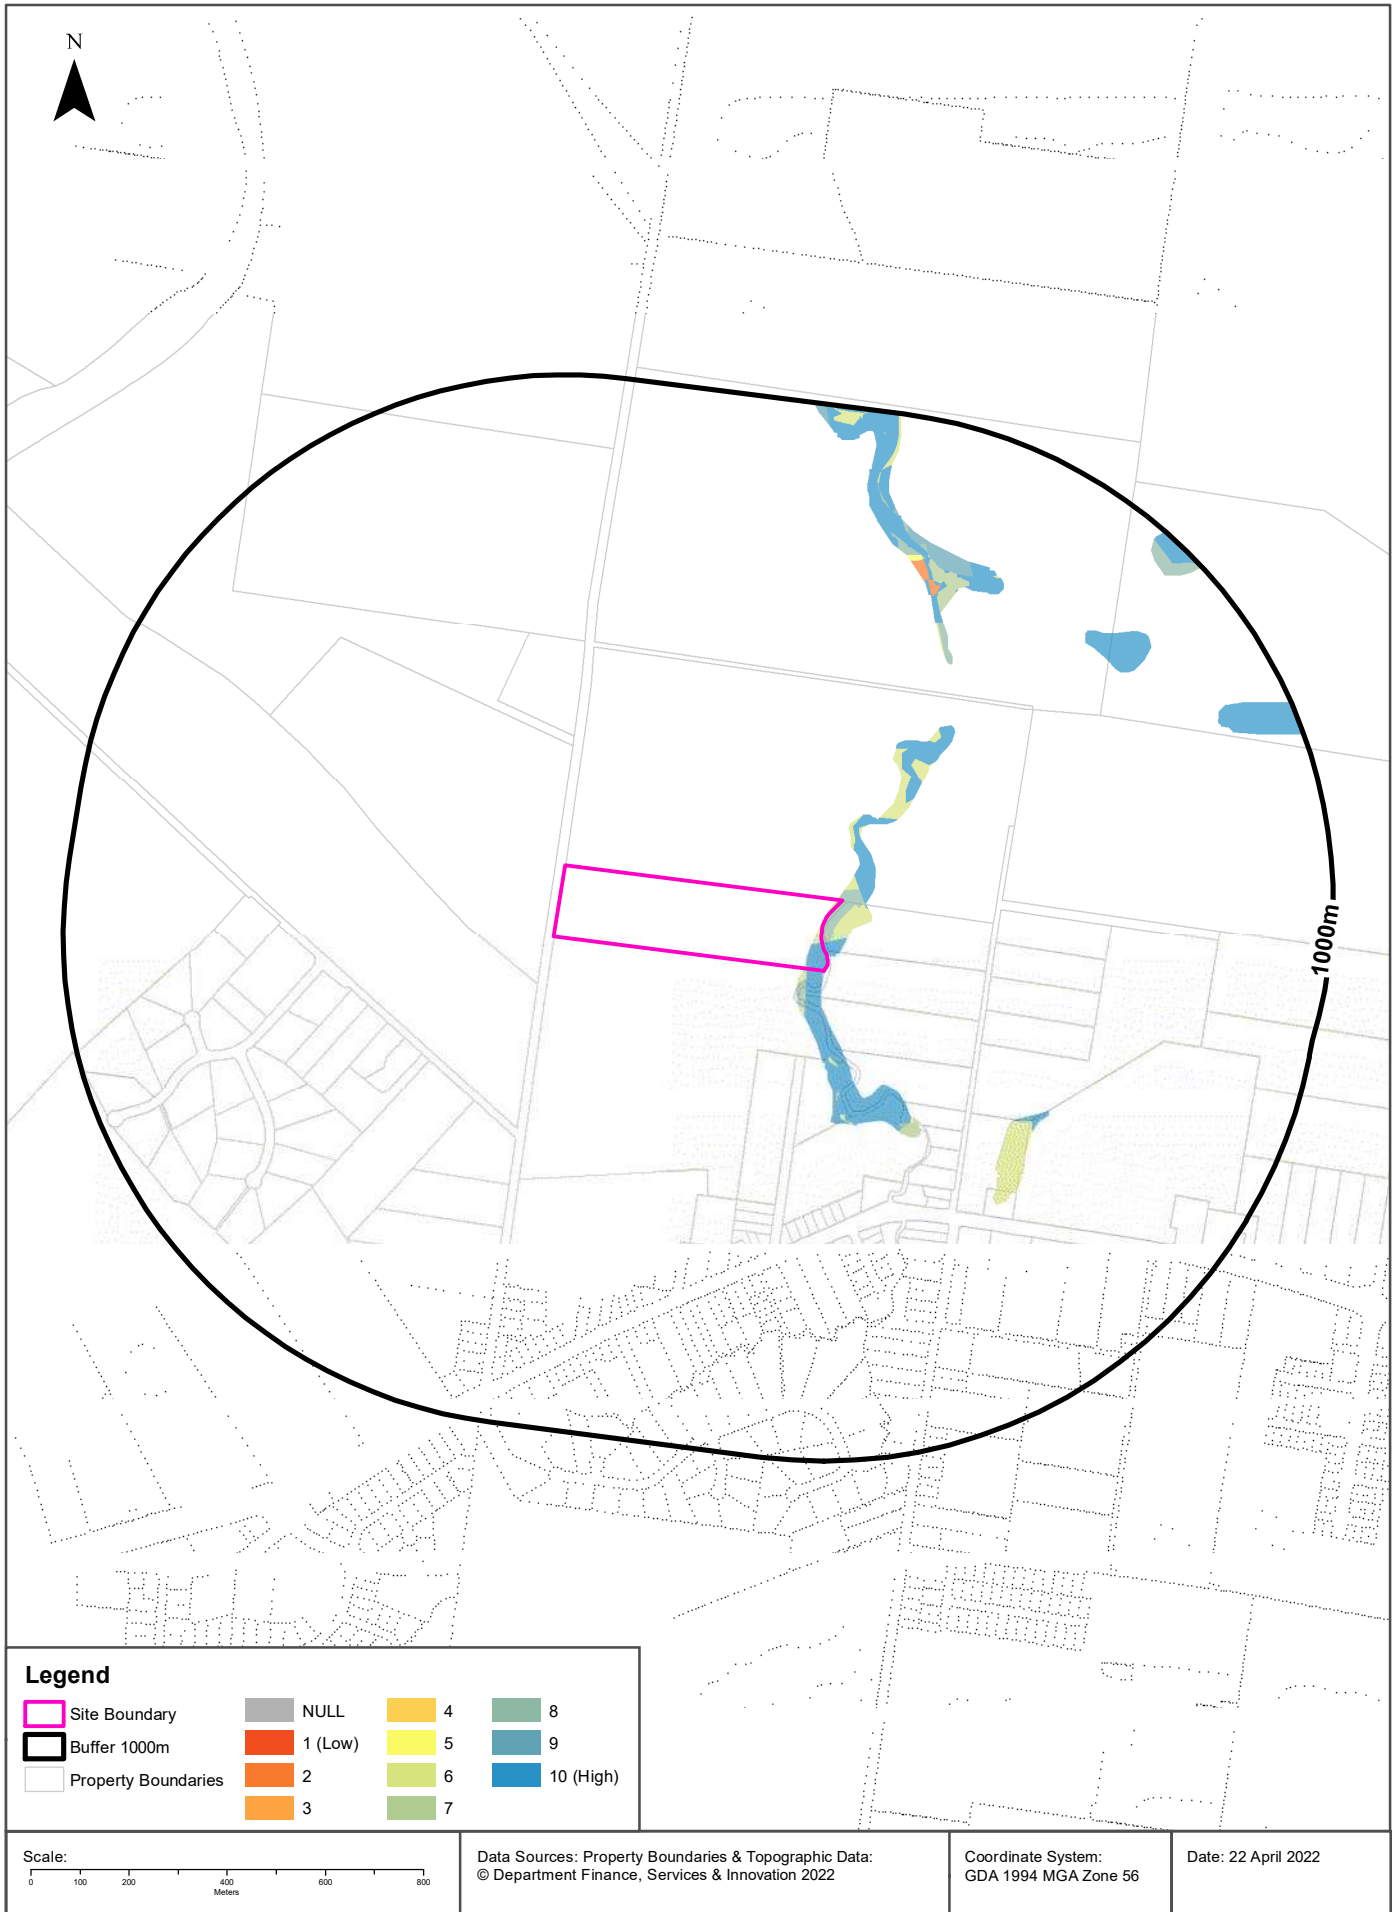 N
1000m
Legend
Site Boundary
Buffer 1000m
Property Boundaries
NULL
1 (Low)
2
3
4
5
6
7
8
9
10 (High)
Scale:
0 100 200 400 600 800
Meters
Data Sources: Property Boundaries & Topographic Data:
© Department Finance, Services & Innovation 2022
Coordinate System:
GDA 1994 MGA Zone 56
Date: 22 April 2022